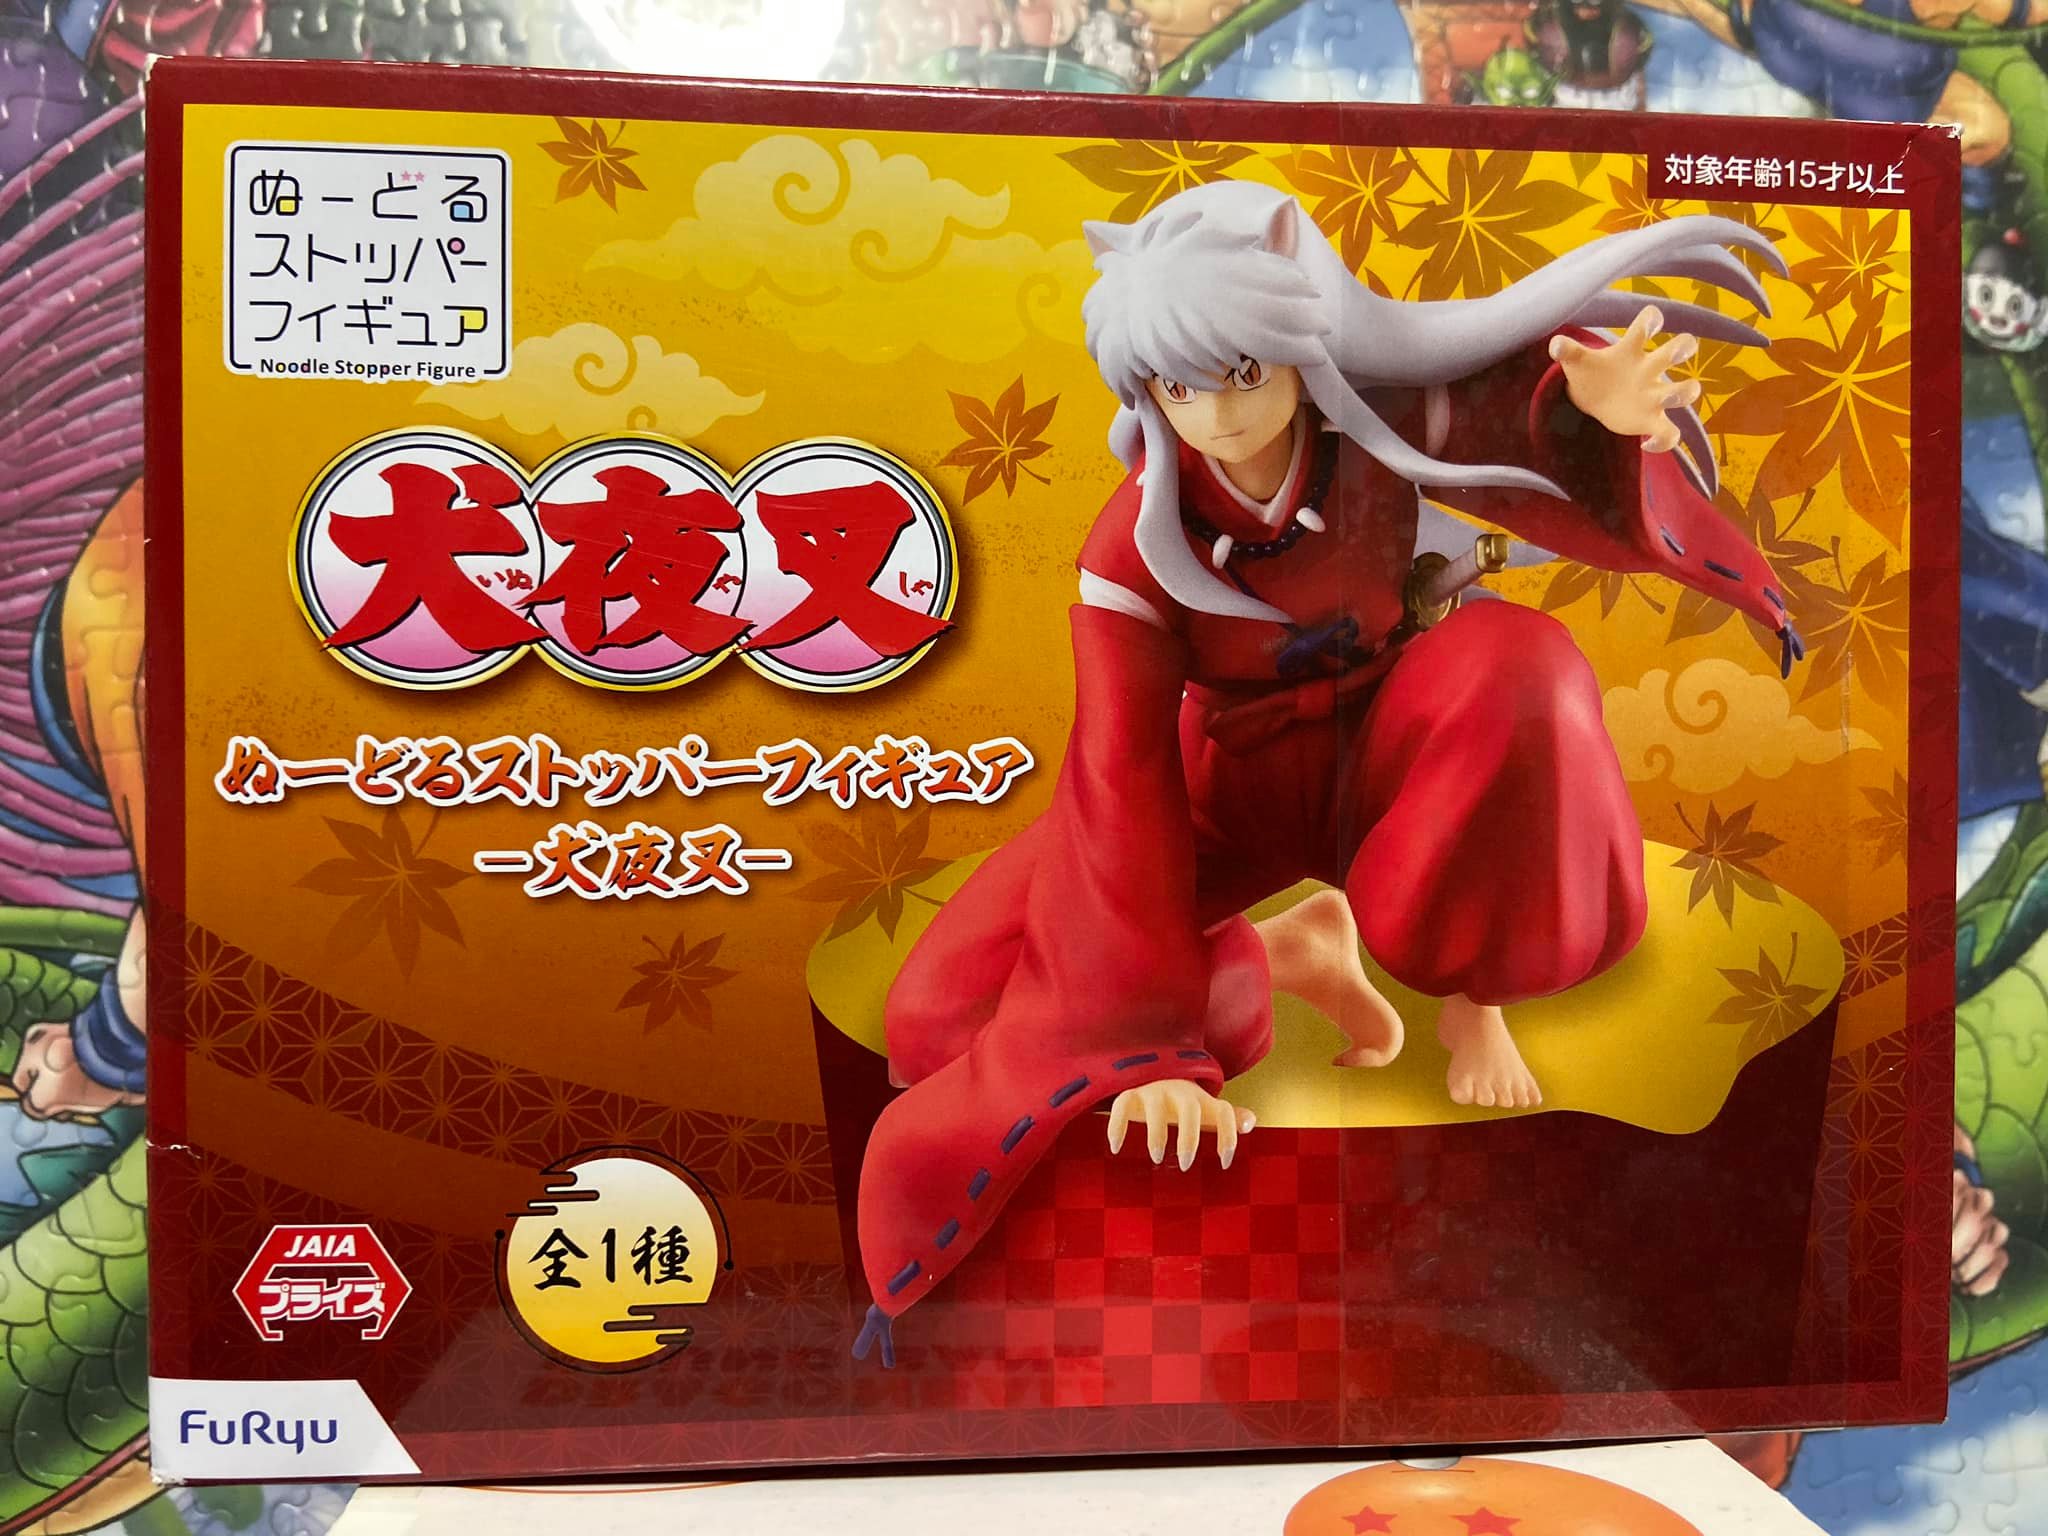 ぬーどる
ストッパー
フィギュア
Noodle Stopper Figure
対象年齢15才以上
犬夜叉
いぬ や しゃ
ぬーどるストッパーフィギュア
－犬夜叉－
全1種
JAIA
プライズ
FuRyu